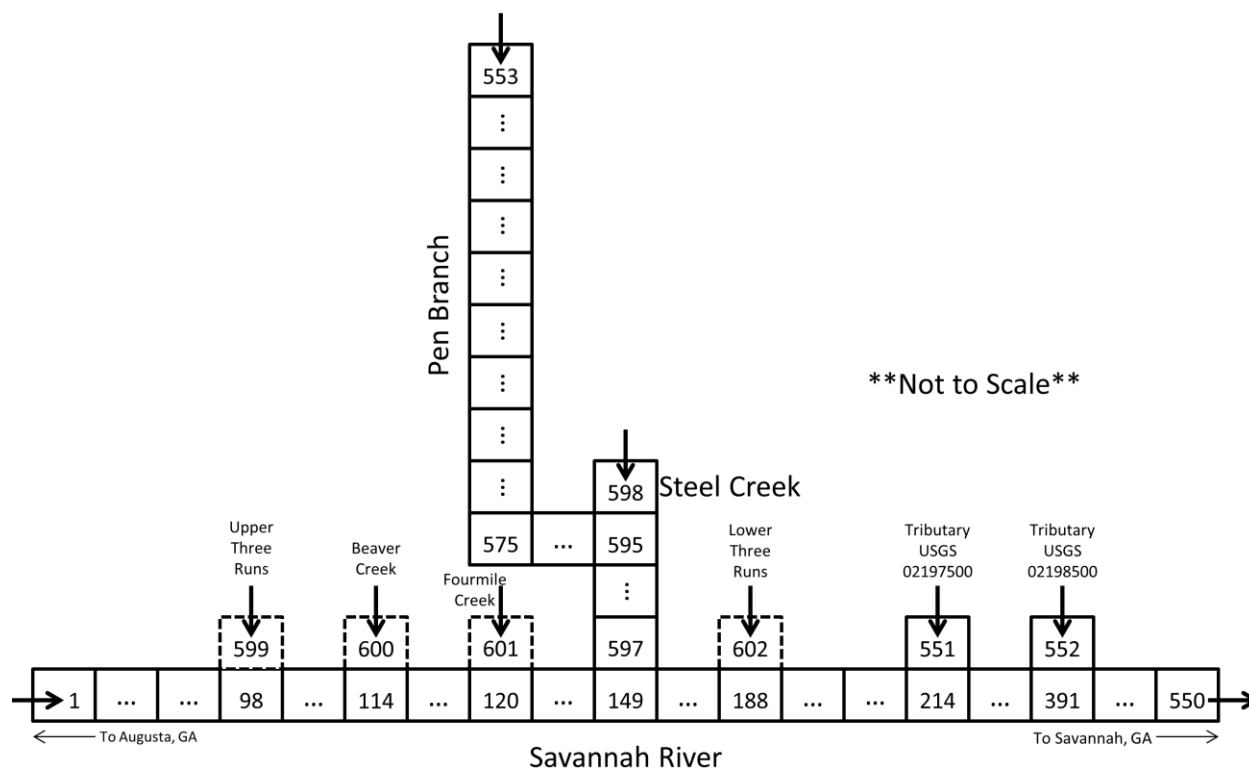 553
⋮
⋮
⋮
⋮
⋮
⋮
⋮
⋮
Pen Branch
**Not to Scale**
598
Steel Creek
575 ... 595
⋮
Upper
Three
Runs
Beaver
Creek
Fourmile
Creek
Lower
Three
Runs
Tributary
USGS
02197500
Tributary
USGS
02198500
599 600 601 597 602 551 552
1 ... ... 98 ... 114 ... 120 ... 149 ... 188 ... ... 214 ... 391 ... 550
To Augusta, GA
To Savannah, GA
Savannah River